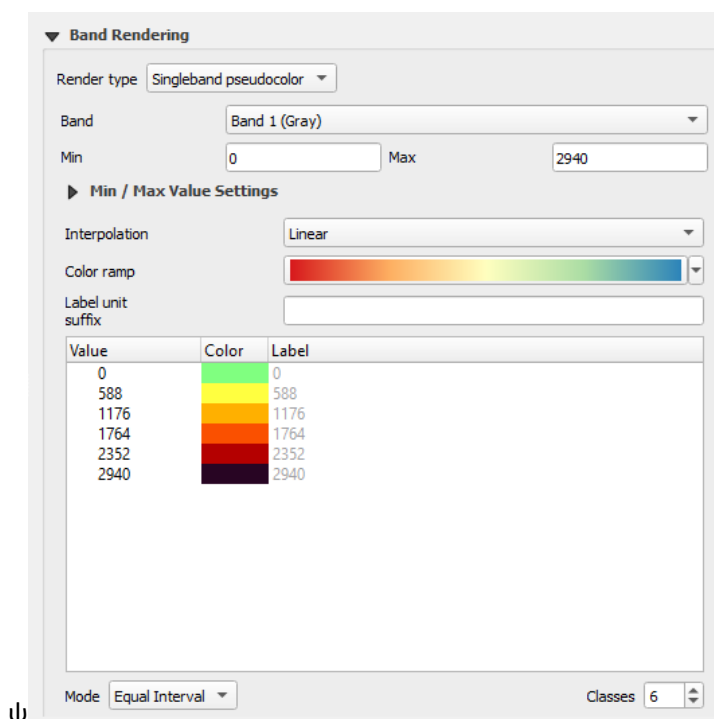 Band Rendering
Render type Singleband pseudocolor
Band Band 1 (Gray)
Min 0 Max 2940
Min / Max Value Settings
Interpolation Linear
Color ramp
Label unit
suffix
Value Color Label
0 0
588 588
1176 1176
1764 1764
2352 2352
2940 2940
Mode Equal Interval Classes 6